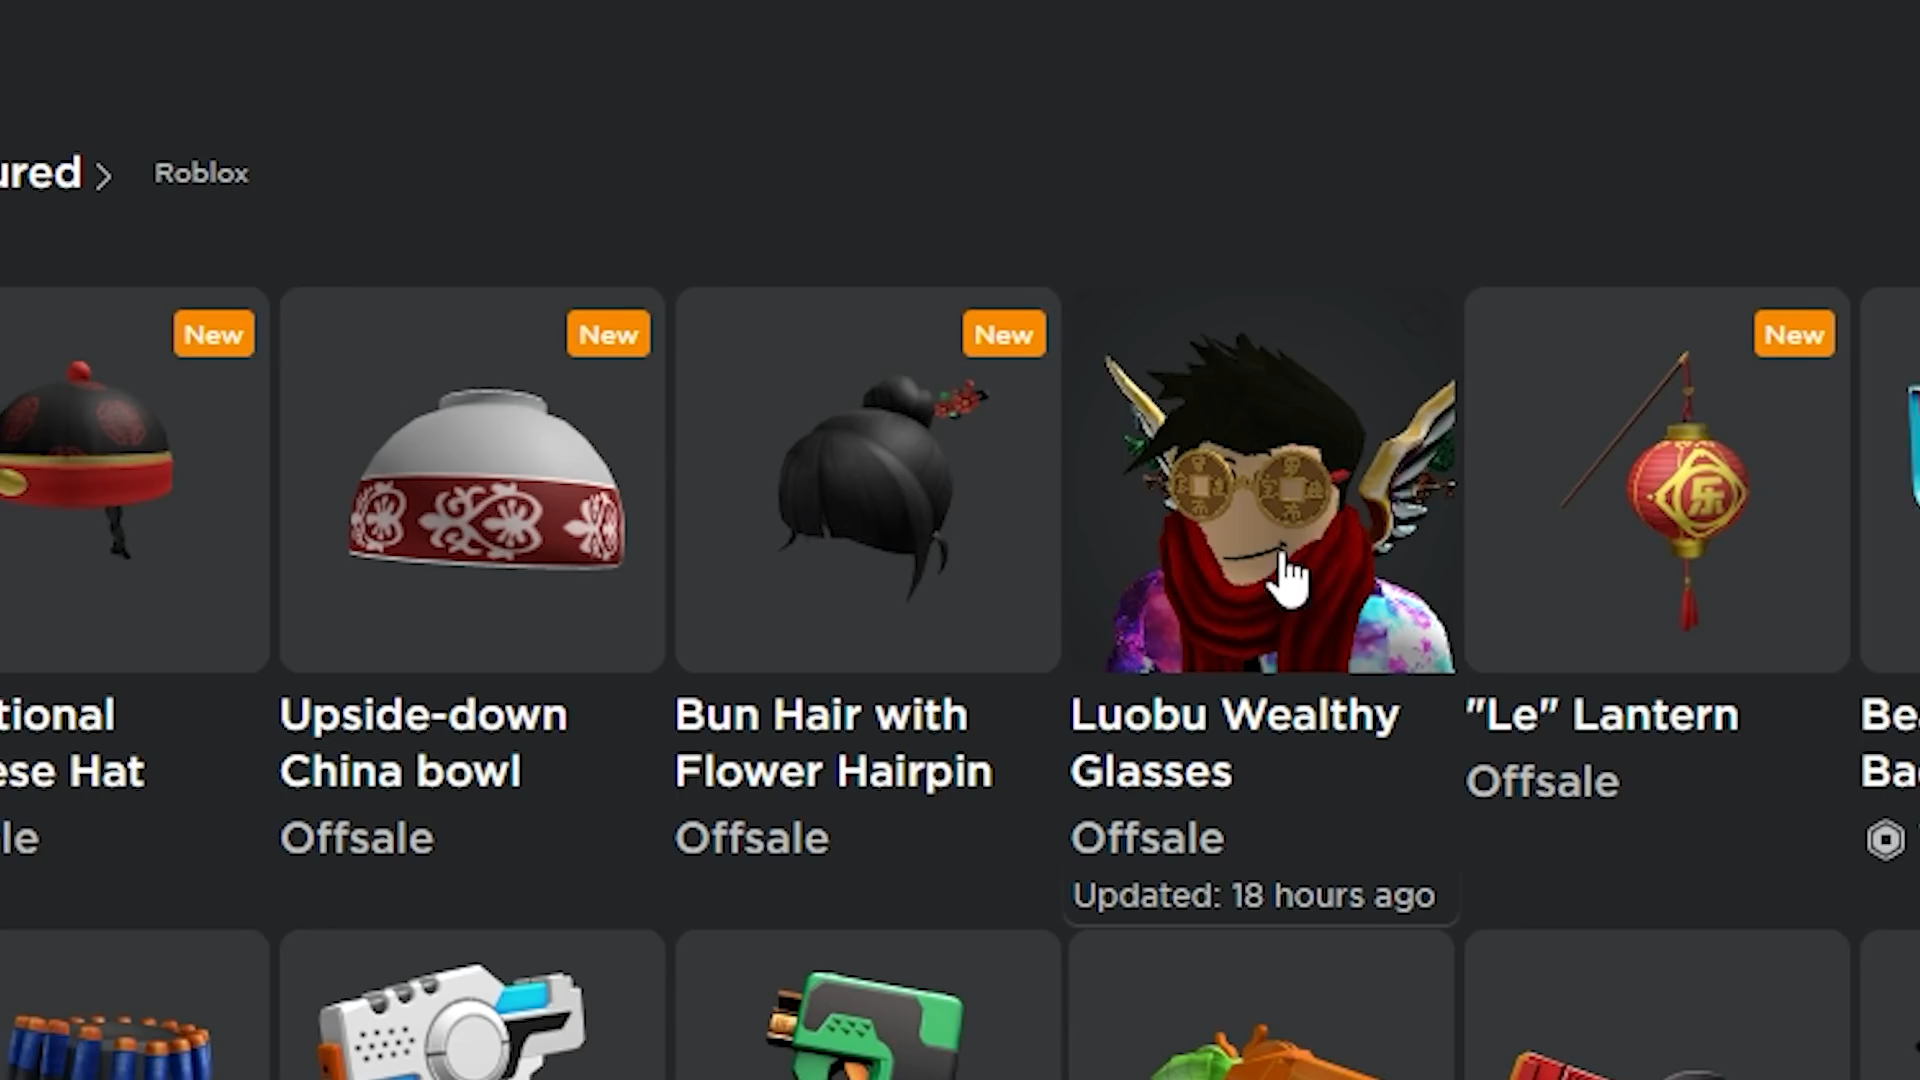 ured > Roblox
New
New
New
New
乐
tional
ese Hat
le
Upside-down
China bowl
Offsale
Bun Hair with
Flower Hairpin
Offsale
Luobu Wealthy
Glasses
Offsale
Updated: 18 hours ago
"Le" Lantern
Offsale
Be
Ba